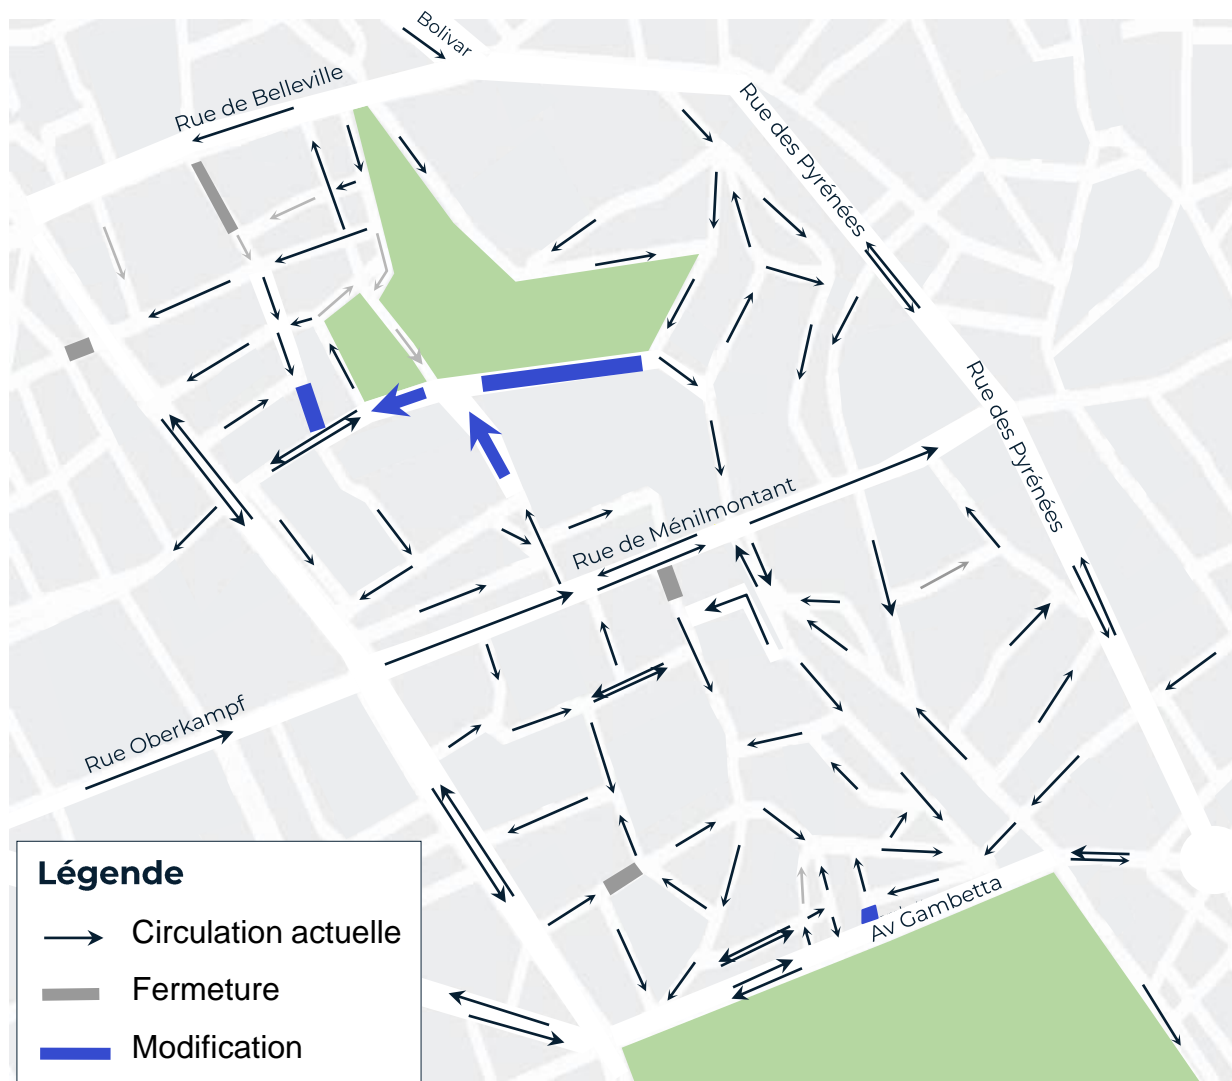 Bolivar
Rue de Belleville
Rue des Pyrénées
Rue des Pyrénées
Rue de Ménilmontant
Rue Oberkampf
Av Gambetta
Légende
Circulation actuelle
Fermeture
Modification